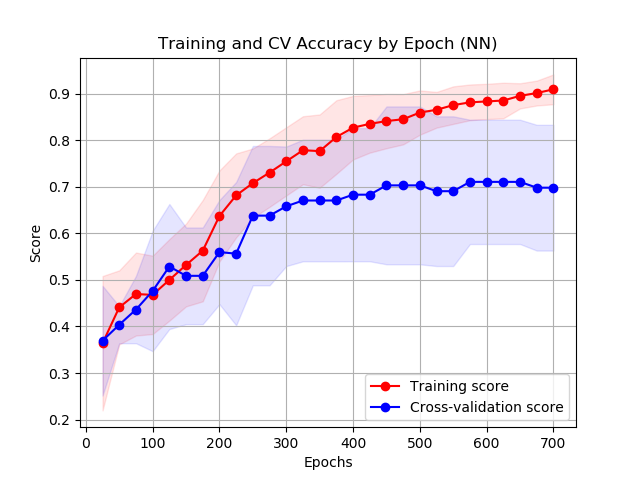 Training and CV Accuracy by Epoch (NN)
0.9
0.8
0.7
0.6
0.5
0.4
0.3
0.2
Score
Training score
Cross-validation score
0 100 200 300 400 500 600 700
Epochs